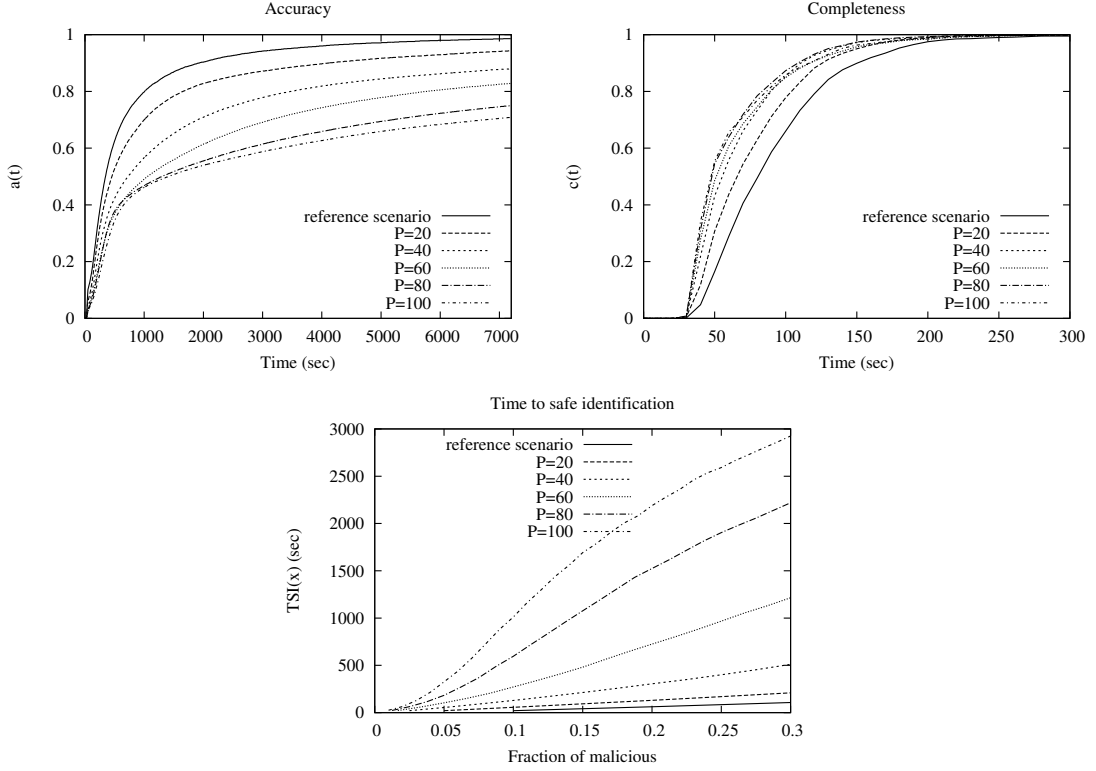 Accuracy
1
0.8
0.6
0.4
0.2
0
a(t)
reference scenario
P=20
P=40
P=60
P=80
P=100
0 1000 2000 3000 4000 5000 6000 7000
Time (sec)
Completeness
1
0.8
0.6
0.4
0.2
0
c(t)
reference scenario
P=20
P=40
P=60
P=80
P=100
0 50 100 150 200 250 300
Time (sec)
Time to safe identification
3000
2500
2000
1500
1000
500
0
TSI(x) (sec)
reference scenario
P=20
P=40
P=60
P=80
P=100
0 0.05 0.1 0.15 0.2 0.25 0.3
Fraction of malicious